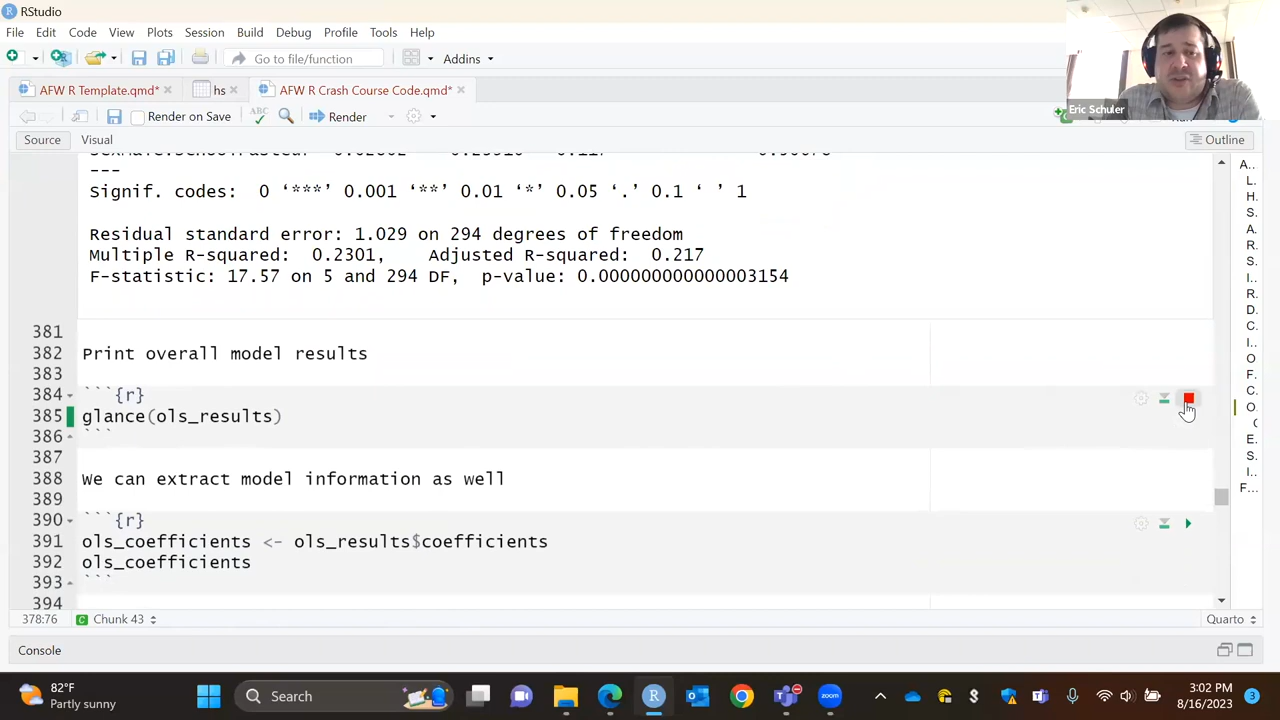 RStudio
File Edit Code View Plots Session Build Debug Profile Tools Help
Go to file/function Addins
AFW R Template.qmd* hs AFW R Crash Course Code.qmd*
Render on Save ABC Render
Eric Schuler
Source Visual Outline
---
Signif. codes:  0 ‘***’ 0.001 ‘**’ 0.01 ‘*’ 0.05 ‘.’ 0.1 ‘ ’ 1
Residual standard error: 1.029 on 294 degrees of freedom
Multiple R-squared:  0.2301,    Adjusted R-squared:  0.217
F-statistic: 17.57 on 5 and 294 DF,  p-value: 0.000000000000003154
381
382 Print overall model results
383
384 ```{r}
385 glance(ols_results)
386 ```
387
388 We can extract model information as well
389
390 ```{r}
391 ols_coefficients <- ols_results$coefficients
392 ols_coefficients
393 ```
394
A..
L.
H.
S.
A.
R.
S.
I..
R.
D.
C.
I..
O
F.
C.
O.
C
E.
S.
I..
F...
378:76 Chunk 43 Quarto
Console
82°F
Partly sunny
Search
zoom
3:02 PM
8/16/2023
3